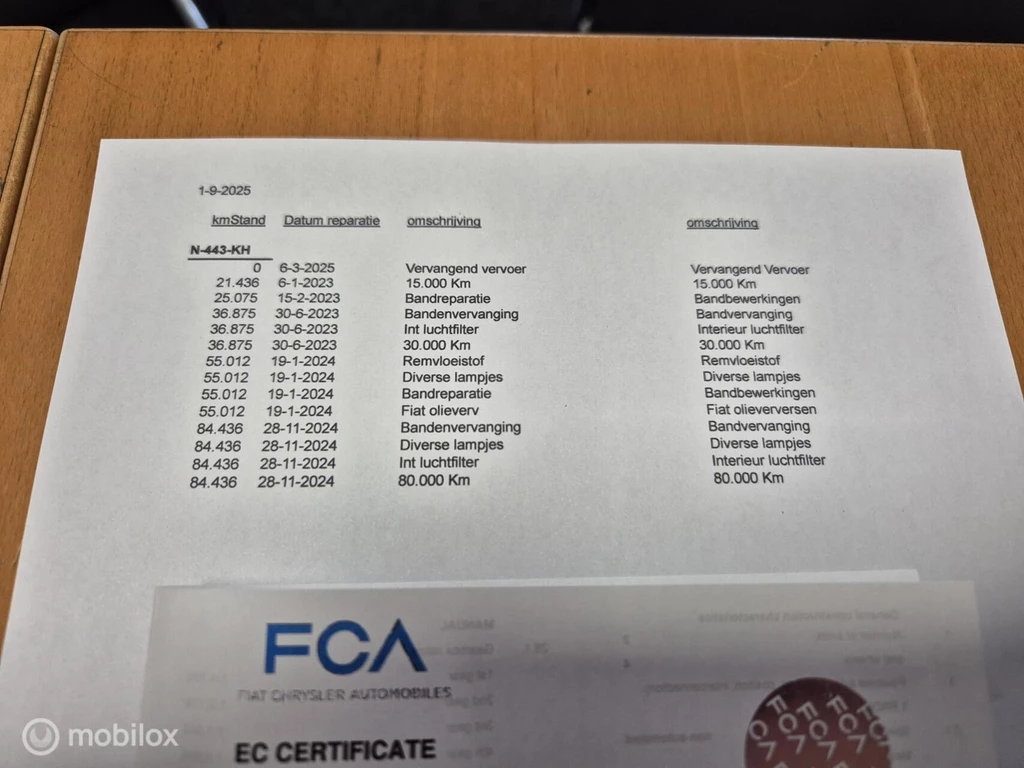 1-9-2025
kmStand Datum reparatie omschrijving omschrijving
N-443-KH
0 6-3-2025 Vervangend vervoer Vervangend Vervoer
21.436 6-1-2023 15.000 Km 15.000 Km
25.075 15-2-2023 Bandreparatie Bandbewerkingen
36.875 30-6-2023 Bandenvervanging Bandvervanging
36.875 30-6-2023 Int luchtfilter Interieur luchtfilter
36.875 30-6-2023 30.000 Km 30.000 Km
55.012 19-1-2024 Remvloeistof Remvloeistof
55.012 19-1-2024 Diverse lampjes Diverse lampjes
55.012 19-1-2024 Bandreparatie Bandbewerkingen
55.012 19-1-2024 Fiat olieverv Fiat olieverversen
84.436 28-11-2024 Bandenvervanging Bandvervanging
84.436 28-11-2024 Diverse lampjes Diverse lampjes
84.436 28-11-2024 Int luchtfilter Interieur luchtfilter
84.436 28-11-2024 80.000 Km 80.000 Km
FCA
FIAT CHRYSLER AUTOMOBILES
EC CERTIFICATE
mobilox